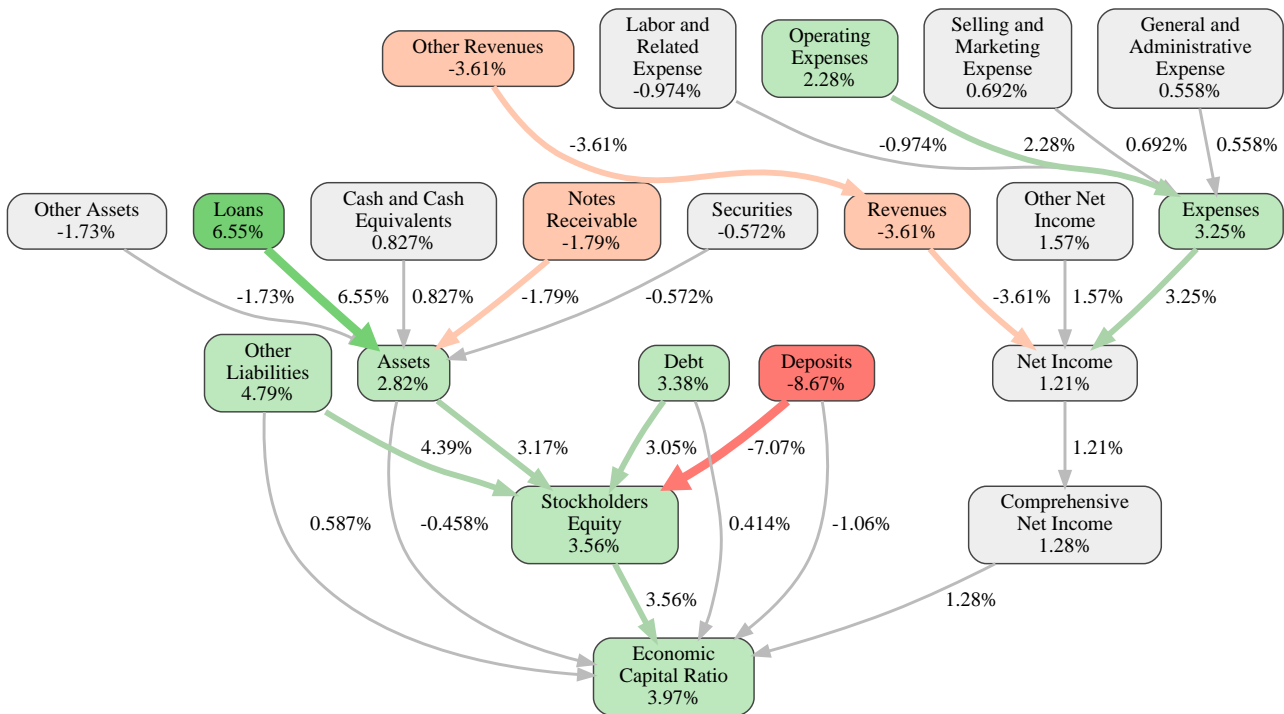 Other Revenues
-3.61%
Labor and
Related
Expense
-0.974%
Operating
Expenses
2.28%
Selling and
Marketing
Expense
0.692%
General and
Administrative
Expense
0.558%
-3.61%
-0.974%
2.28%
0.692%
0.558%
Other Assets
-1.73%
Loans
6.55%
Cash and Cash
Equivalents
0.827%
Notes
Receivable
-1.79%
Securities
-0.572%
Revenues
-3.61%
Other Net
Income
1.57%
Expenses
3.25%
-1.73%
6.55%
0.827%
-1.79%
-0.572%
-3.61%
1.57%
3.25%
Other
Liabilities
4.79%
Assets
2.82%
Debt
3.38%
Deposits
-8.67%
Net Income
1.21%
4.39%
3.17%
3.05%
-7.07%
1.21%
Stockholders
Equity
3.56%
Comprehensive
Net Income
1.28%
0.587%
-0.458%
0.414%
-1.06%
3.56%
1.28%
Economic
Capital Ratio
3.97%